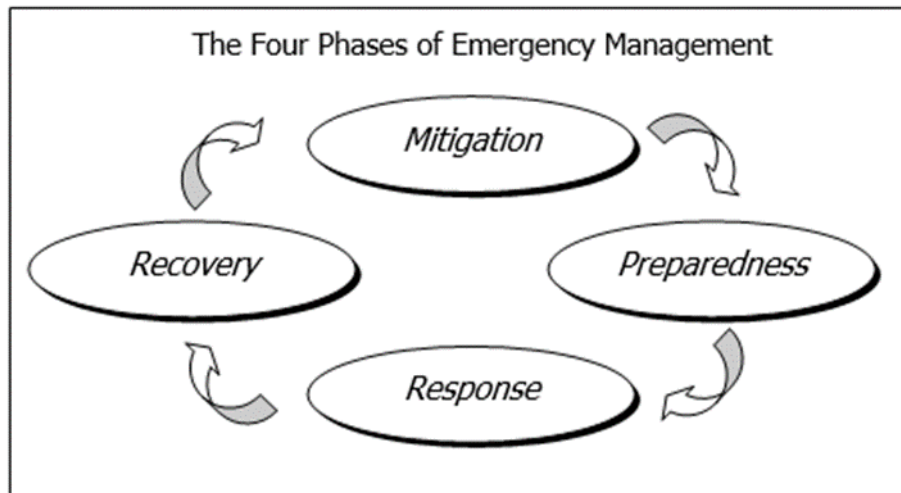 The Four Phases of Emergency Management
Mitigation
Recovery
Preparedness
Response